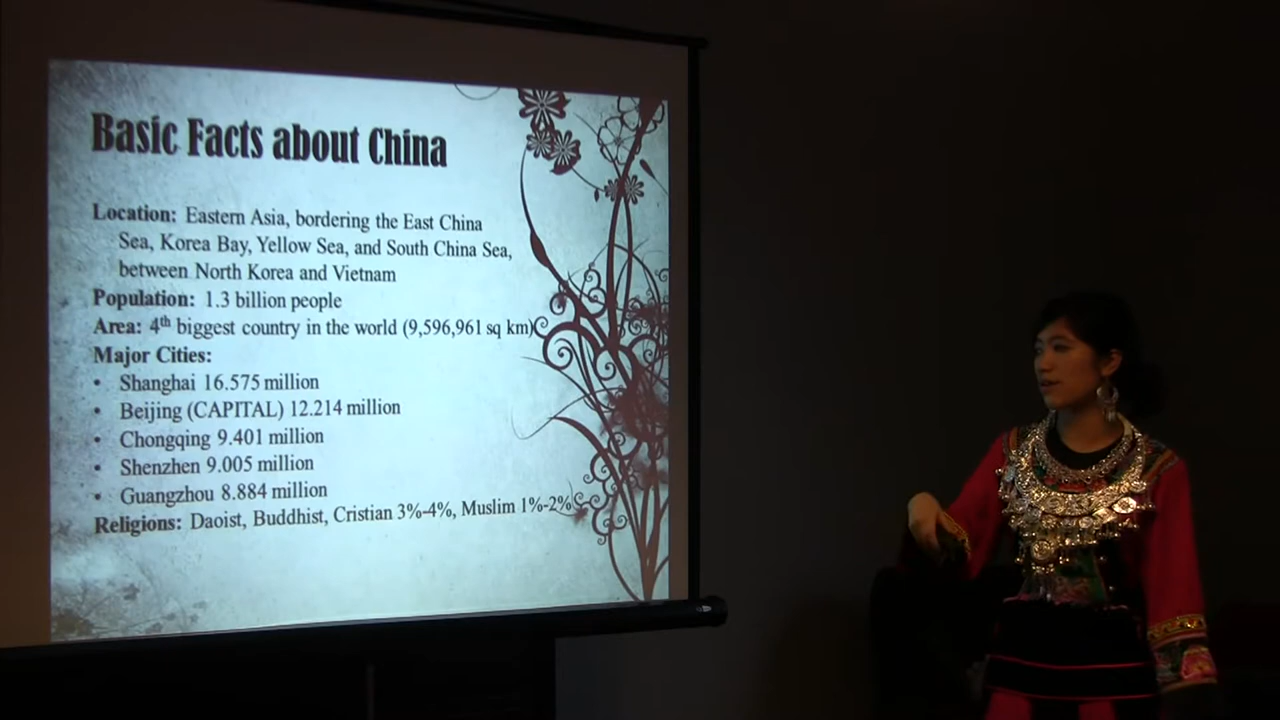 Basic Facts about China
Location: Eastern Asia, bordering the East China
Sea, Korea Bay, Yellow Sea, and South China Sea,
between North Korea and Vietnam
Population: 1.3 billion people
Area: 4th biggest country in the world (9,596,961 sq km)
Major Cities:
• Shanghai 16.575 million
• Beijing (CAPITAL) 12.214 million
• Chongqing 9.401 million
• Shenzhen 9.005 million
• Guangzhou 8.884 million
Religions: Daoist, Buddhist, Cristian 3%-4%, Muslim 1%-2%